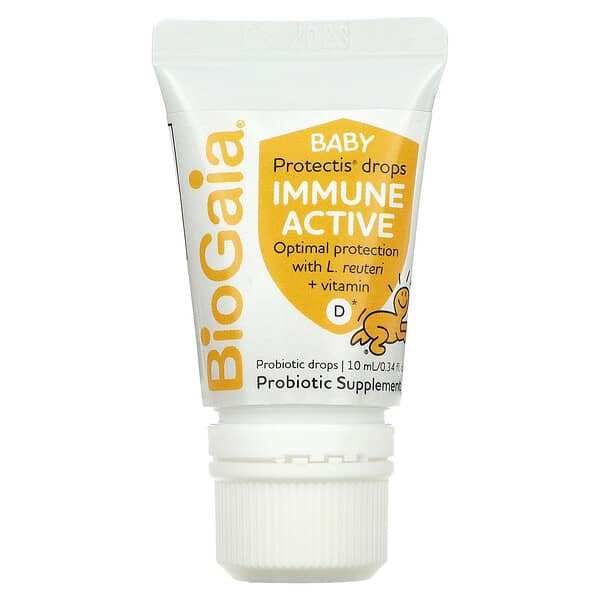 BioGaia®
BABY
Protectis® drops
IMMUNE
ACTIVE
Optimal protection
with L. reuteri
+ vitamin
D*
Probiotic drops | 10 mL/0.34 fl
Probiotic Supplement